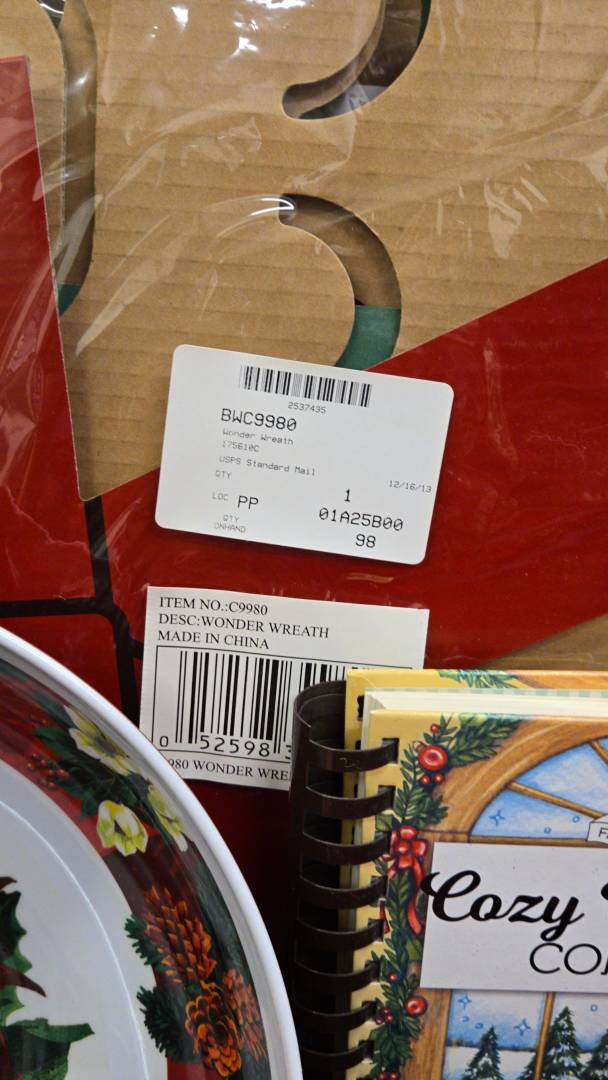 2537435
BWC9980
Wonder Wreath
175610C
USPS Standard Mail
QTY 1 12/16/13
LOC PP 01A25B00
QTY ONHAND 98
ITEM NO.:C9980
DESC:WONDER WREATH
MADE IN CHINA
0 52598
980 WONDER WRE
Cozy
CO